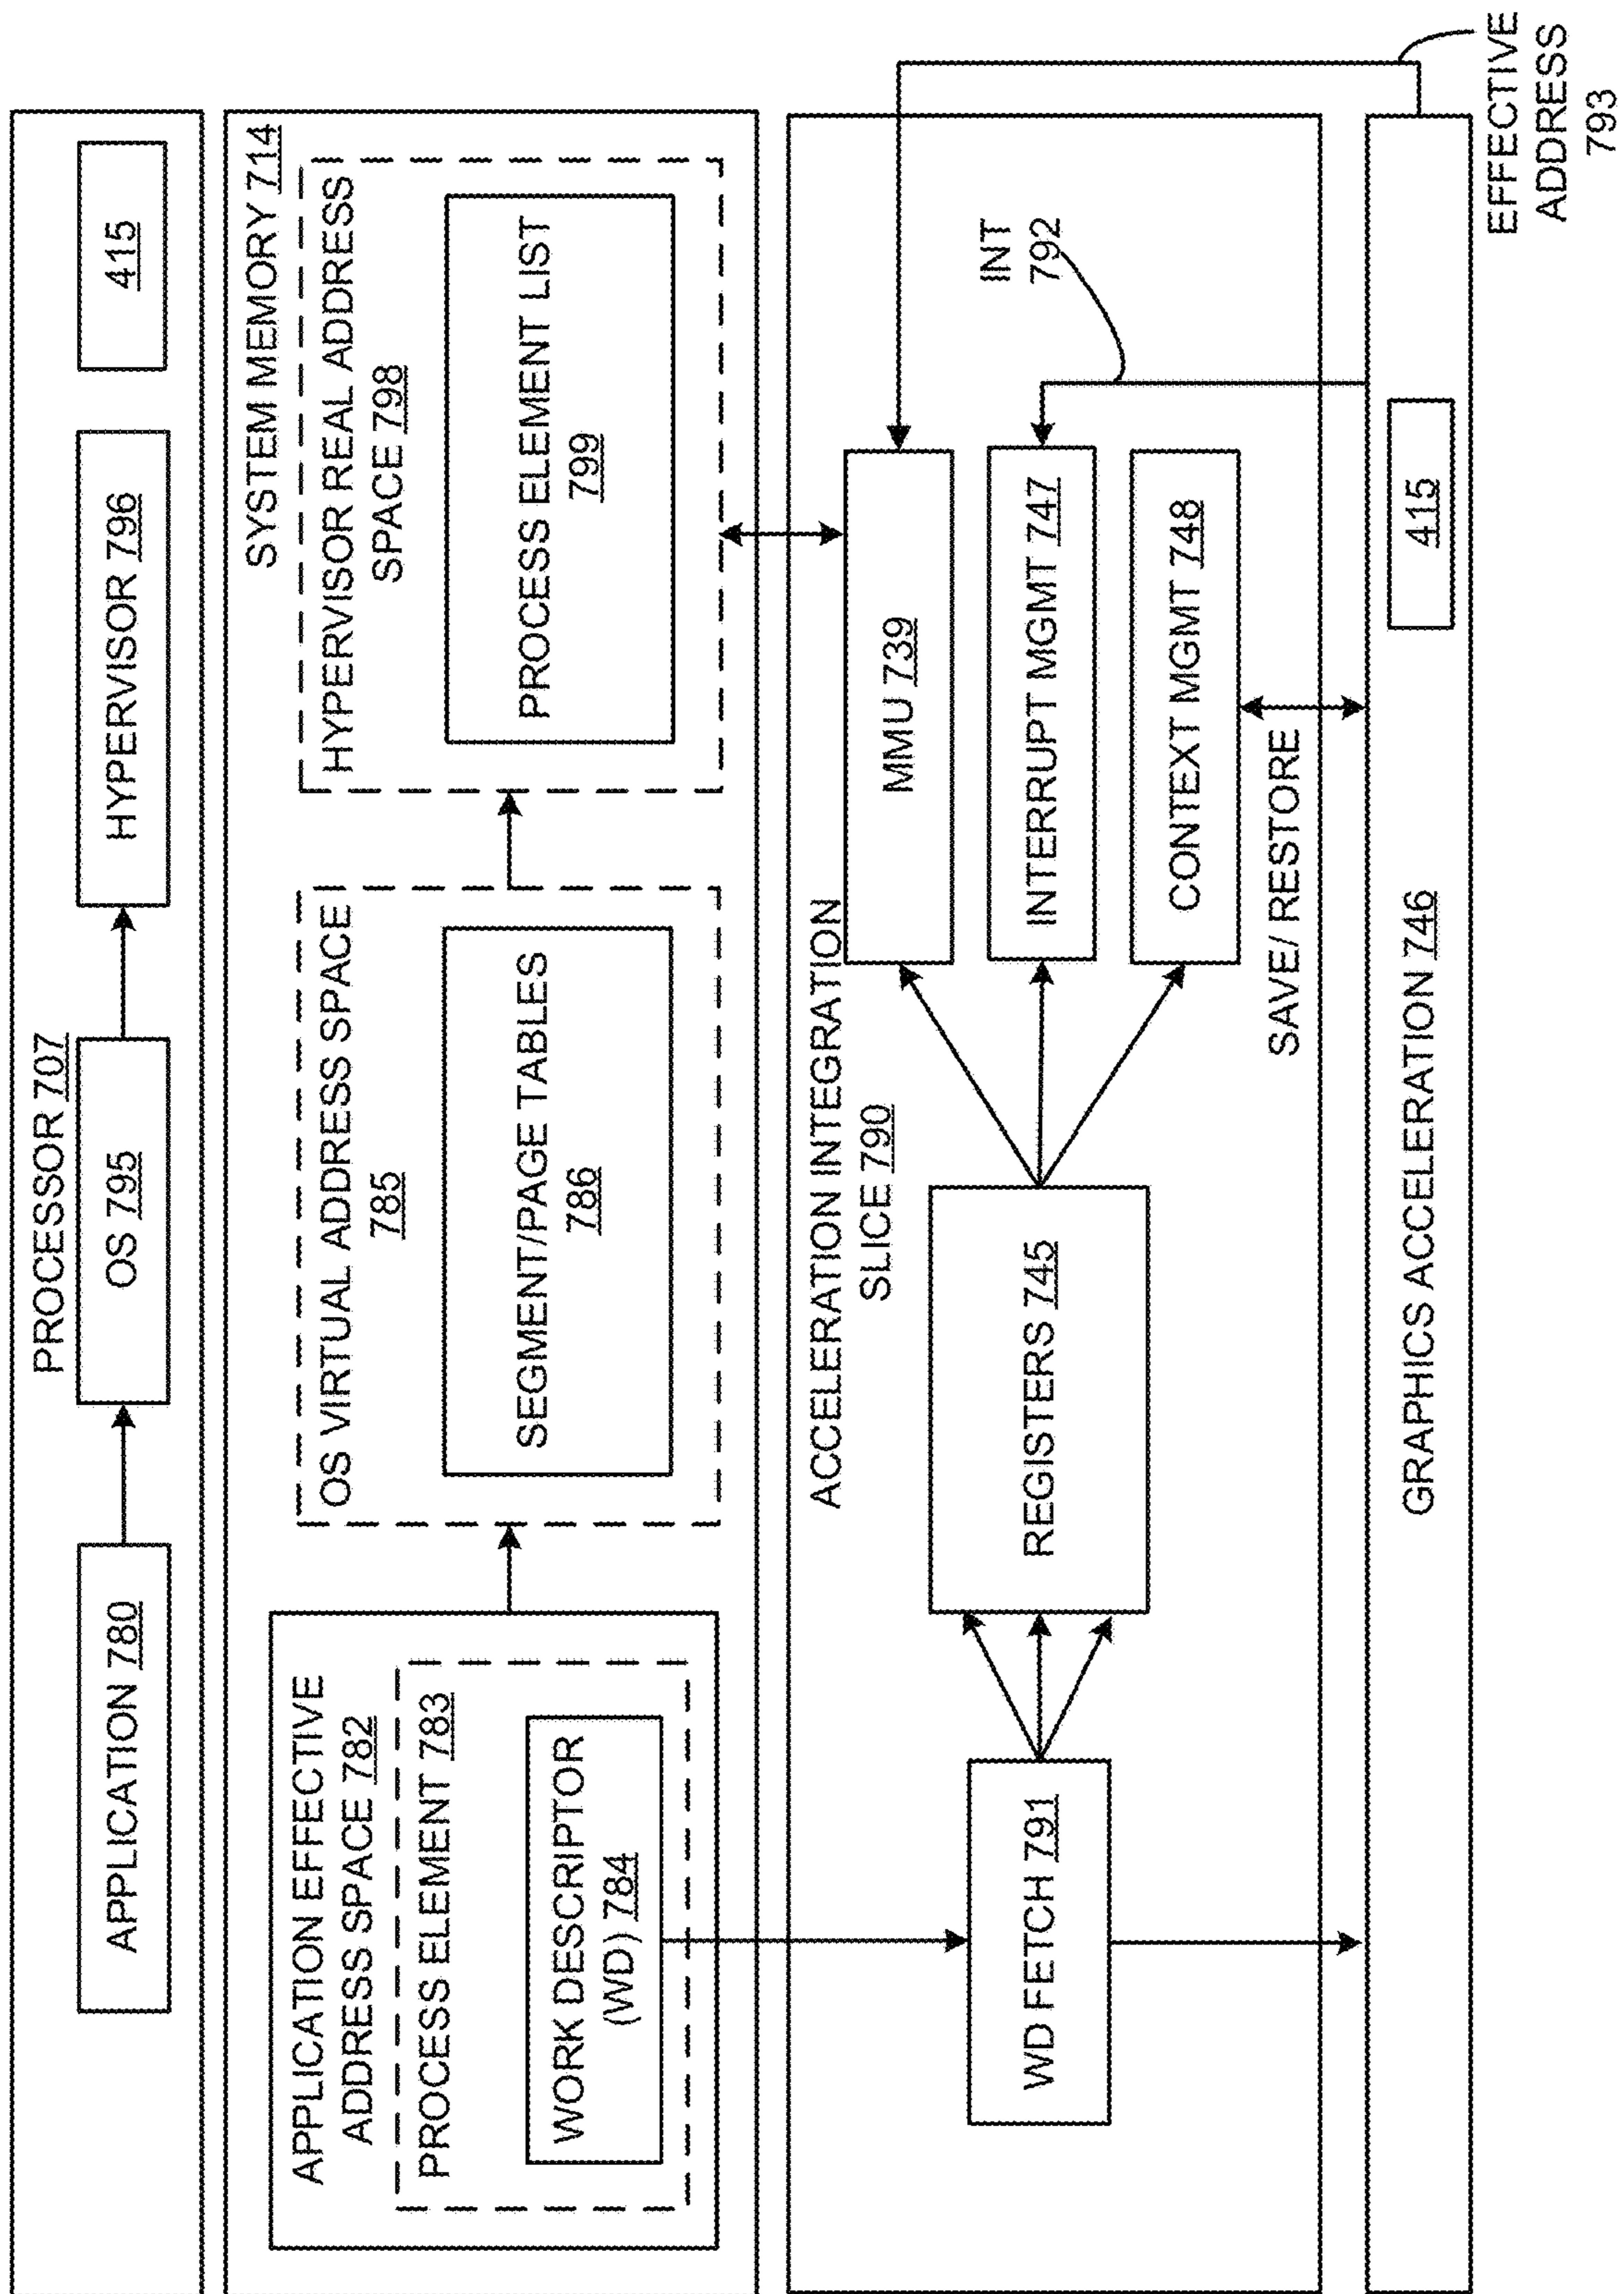 PROCESSOR 707
APPLICATION 780
OS 795
HYPERVISOR 796
415
SYSTEM MEMORY 714
APPLICATION EFFECTIVE
ADDRESS SPACE 782
PROCESS ELEMENT 783
WORK DESCRIPTOR
(WD) 784
OS VIRTUAL ADDRESS SPACE
785
SEGMENT/PAGE TABLES
786
HYPERVISOR REAL ADDRESS
SPACE 798
PROCESS ELEMENT LIST
799
ACCELERATION INTEGRATION
SLICE 790
WD FETCH 791
REGISTERS 745
MMU 739
INTERRUPT MGMT 747
CONTEXT MGMT 748
INT
792
SAVE/ RESTORE
GRAPHICS ACCELERATION 746
415
EFFECTIVE
ADDRESS
793